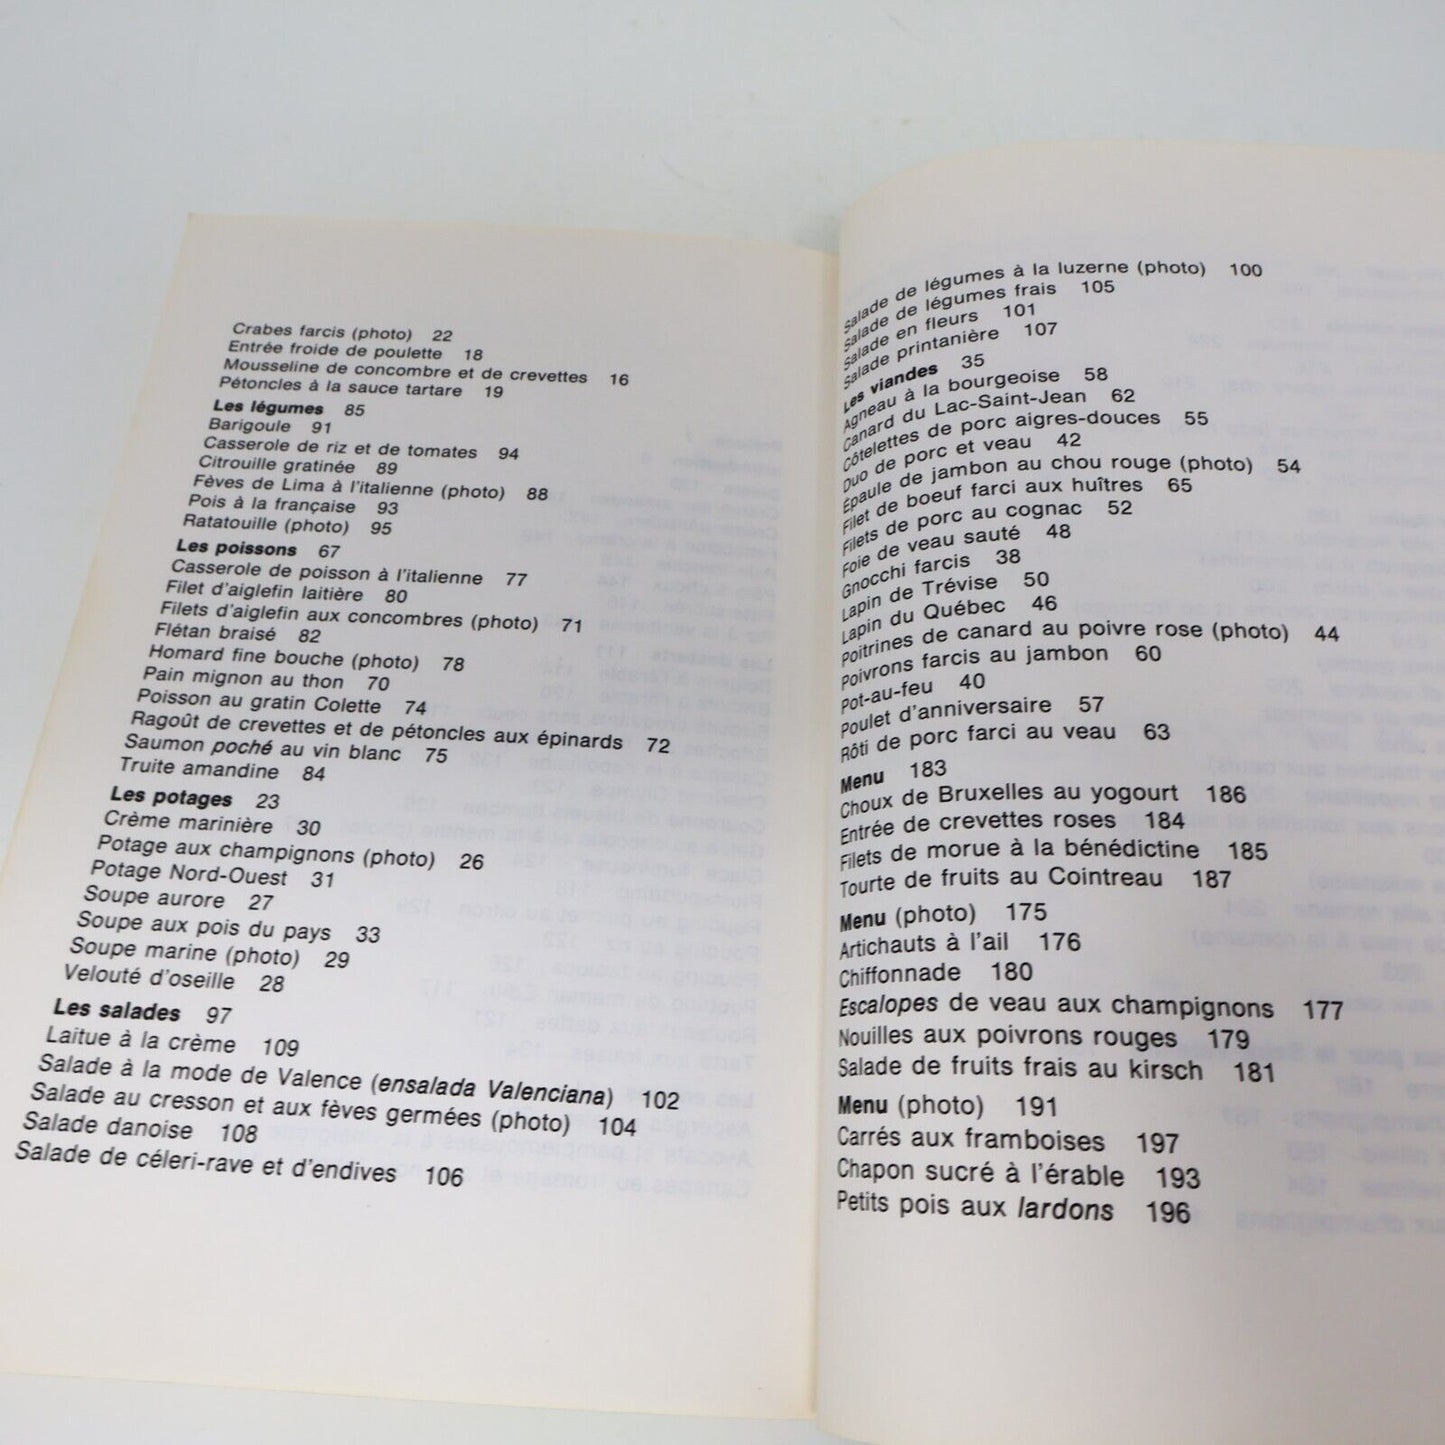 Crabes farcis (photo) 22
Entrée froide de poulette 18
Mousseline de concombre et de crevettes 16
Pétoncles à la sauce tartare 19
Les légumes 85
Barigoule 91
Casserole de riz et de tomates 94
Citrouille gratinée 89
Fèves de Lima à l'italienne (photo) 88
Pois à la française 93
Ratatouille (photo) 95
Les poissons 67
Casserole de poisson à l'italienne 77
Filet d'aiglefin laitière 80
Filets d'aiglefin aux concombres (photo) 71
Flétan braisé 82
Homard fine bouche (photo) 78
Pain mignon au thon 70
Poisson au gratin Colette 74
Ragoût de crevettes et de pétoncles aux épinards 72
Saumon poché au vin blanc 75
Truite amandine 84
Les potages 23
Crème marinière 30
Potage aux champignons (photo) 26
Potage Nord-Ouest 31
Soupe aurore 27
Soupe aux pois du pays 33
Soupe marine (photo) 29
Velouté d'oseille 28
Les salades 97
Laitue à la crème 109
Salade à la mode de Valence (ensalada Valenciana) 102
Salade au cresson et aux fèves germées (photo) 104
Salade danoise 108
Salade de céleri-rave et d'endives 106
Salade de légumes à la luzerne (photo) 100
Salade de légumes frais 105
Salade en fleurs 101
Salade printanière 107
Les viandes 35
Agneau à la bourgeoise 58
Canard du Lac-Saint-Jean 62
Côtelettes de porc aigres-douces 55
Duo de porc et veau 42
Épaule de jambon au chou rouge (photo) 54
Filet de boeuf farci aux huîtres 65
Filets de porc au cognac 52
Foie de veau sauté 48
Gnocchi farcis 38
Lapin de Trévise 50
Lapin du Québec 46
Poitrines de canard au poivre rose (photo) 44
Poivrons farcis au jambon 60
Pot-au-feu 40
Poulet d'anniversaire 57
Rôti de porc farci au veau 63
Menu 183
Choux de Bruxelles au yogourt 186
Entrée de crevettes roses 184
Filets de morue à la bénédictine 185
Tourte de fruits au Cointreau 187
Menu (photo) 175
Artichauts à l'ail 176
Chiffonnade 180
Escalopes de veau aux champignons 177
Nouilles aux poivrons rouges 179
Salade de fruits frais au kirsch 181
Menu (photo) 191
Carrés aux framboises 197
Chapon sucré à l'érable 193
Petits pois aux lardons 196